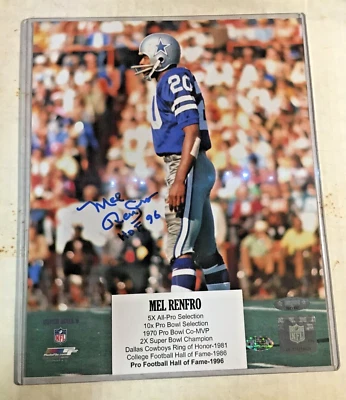 20
Mel
Renfro
HOF 96
MEL RENFRO
5X All-Pro Selection
10x Pro Bowl Selection
1970 Pro Bowl Co-MVP
2X Super Bowl Champion
Dallas Cowboys Ring of Honor-1981
College Football Hall of Fame-1986
Pro Football Hall of Fame-1996
NFL
NFL